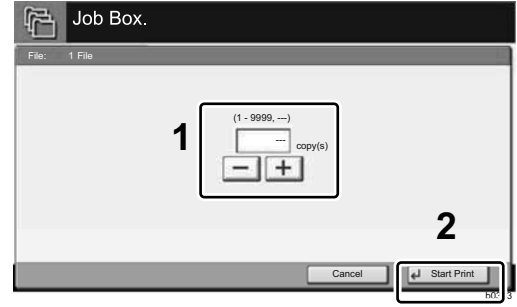 Job Box.
File: 1 File
1
(1 - 9999, ---)
--- copy(s)
− +
2
Cancel
Start Print